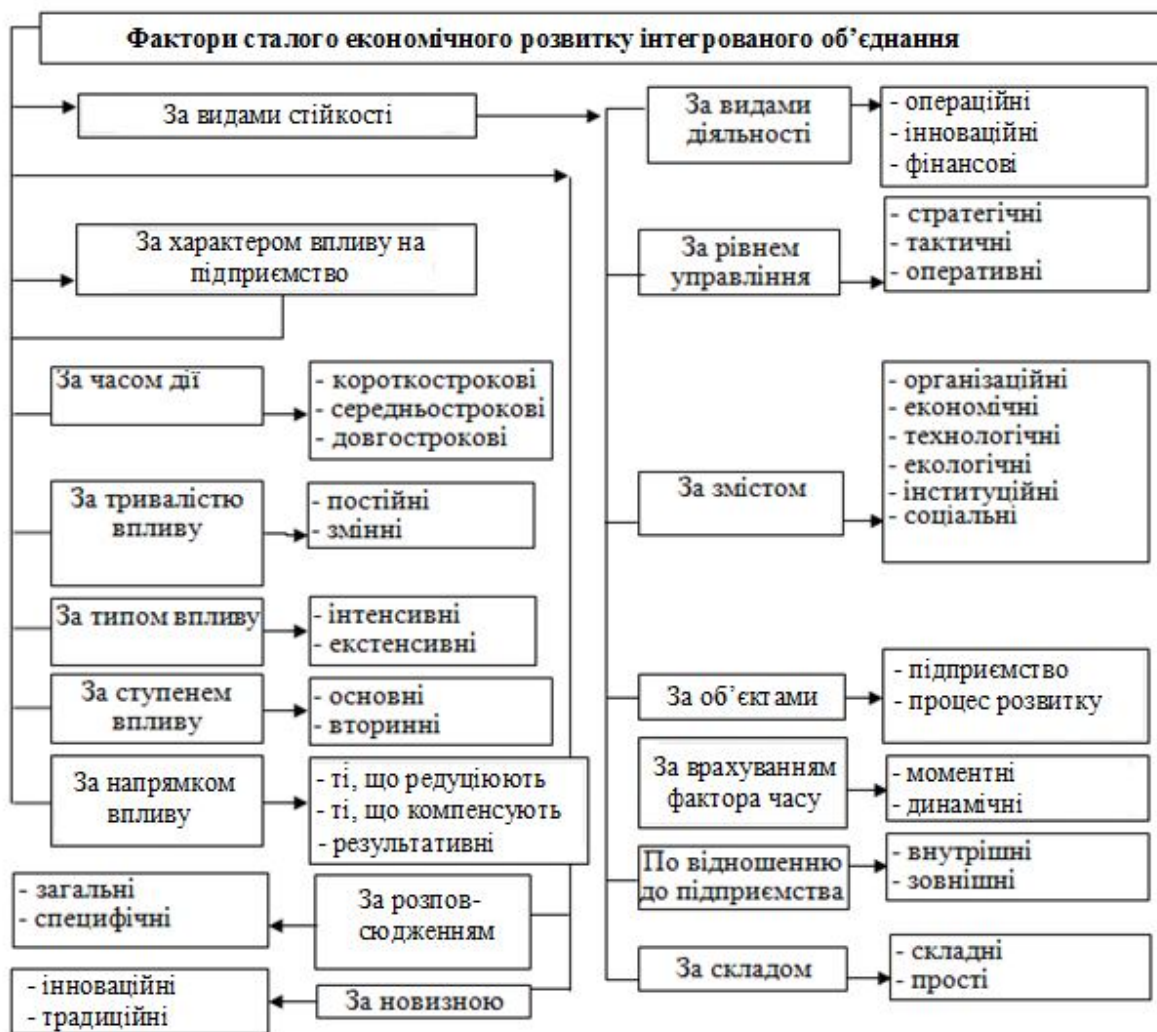 Фактори сталого економічного розвитку інтегрованого об’єднання
За видами стійкості
За характером впливу на
підприємство
За часом дії
- короткострокові
- середньострокові
- довгострокові
За тривалістю
впливу
- постійні
- змінні
За типом впливу
- інтенсивні
- екстенсивні
За ступенем
впливу
- основні
- вторинні
За напрямком
впливу
- ті, що редуціюють
- ті, що компенсують
- результативні
За розпов-
сюдженням
- загальні
- специфічні
За новизною
- інноваційні
- традиційні
За видами
діяльності
- операційні
- інноваційні
- фінансові
За рівнем
управління
- стратегічні
- тактичні
- оперативні
За змістом
- організаційні
- економічні
- технологічні
- екологічні
- інституційні
- соціальні
За об’єктами
- підприємство
- процес розвитку
За врахуванням
фактора часу
- моментні
- динамічні
По відношенню
до підприємства
- внутрішні
- зовнішні
За складом
- складні
- прості